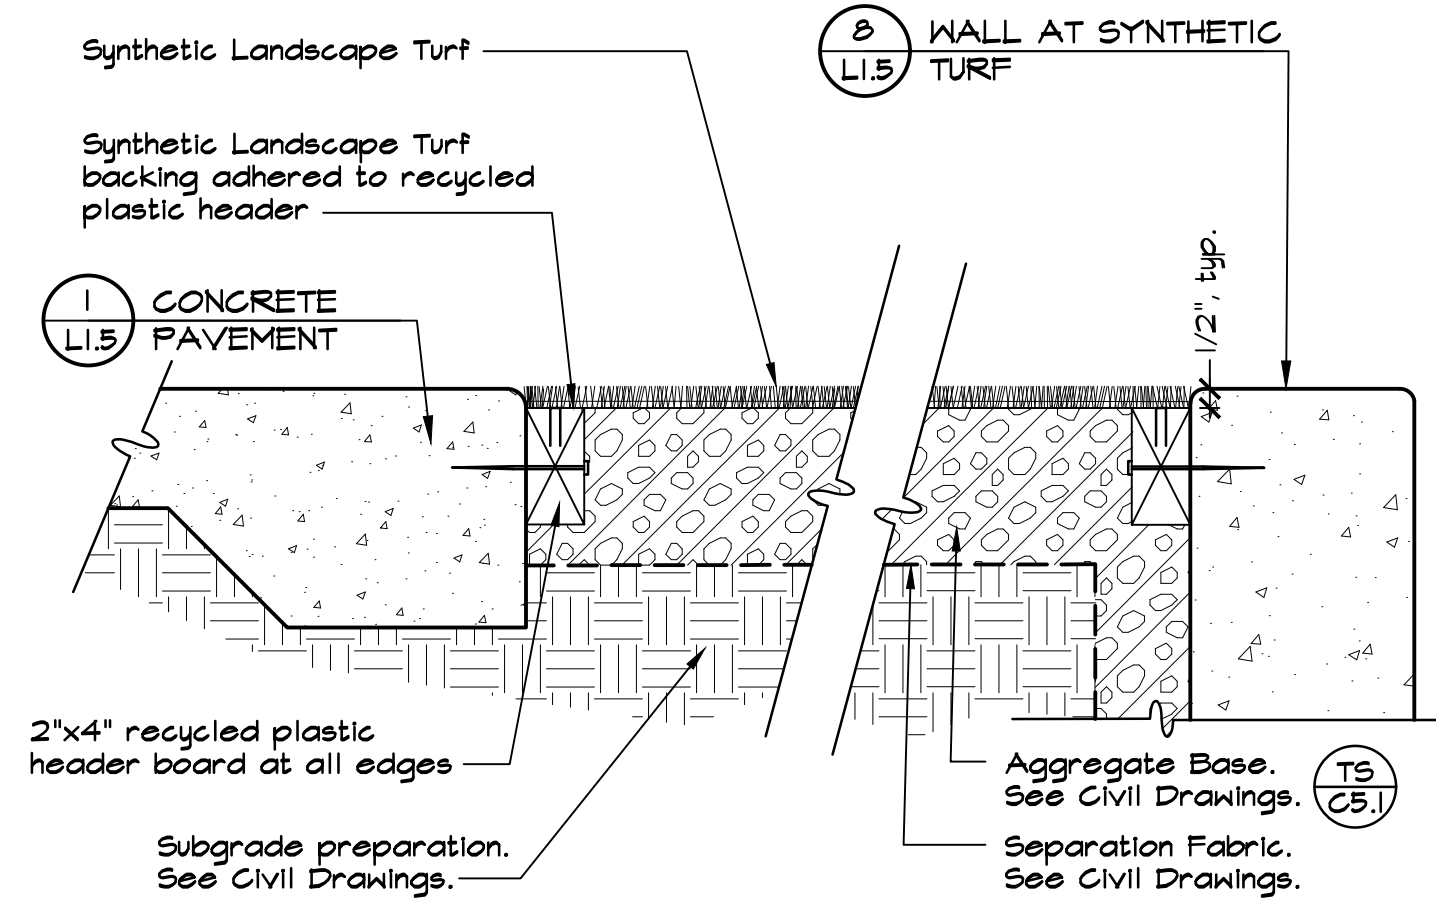 Synthetic Landscape Turf
8
L1.5
WALL AT SYNTHETIC
TURF
Synthetic Landscape Turf
backing adhered to recycled
plastic header
1
L1.5
CONCRETE
PAVEMENT
1/2", typ.
2"x4" recycled plastic
header board at all edges
Subgrade preparation.
See Civil Drawings.
Aggregate Base.
See Civil Drawings.
TS
C5.1
Separation Fabric.
See Civil Drawings.